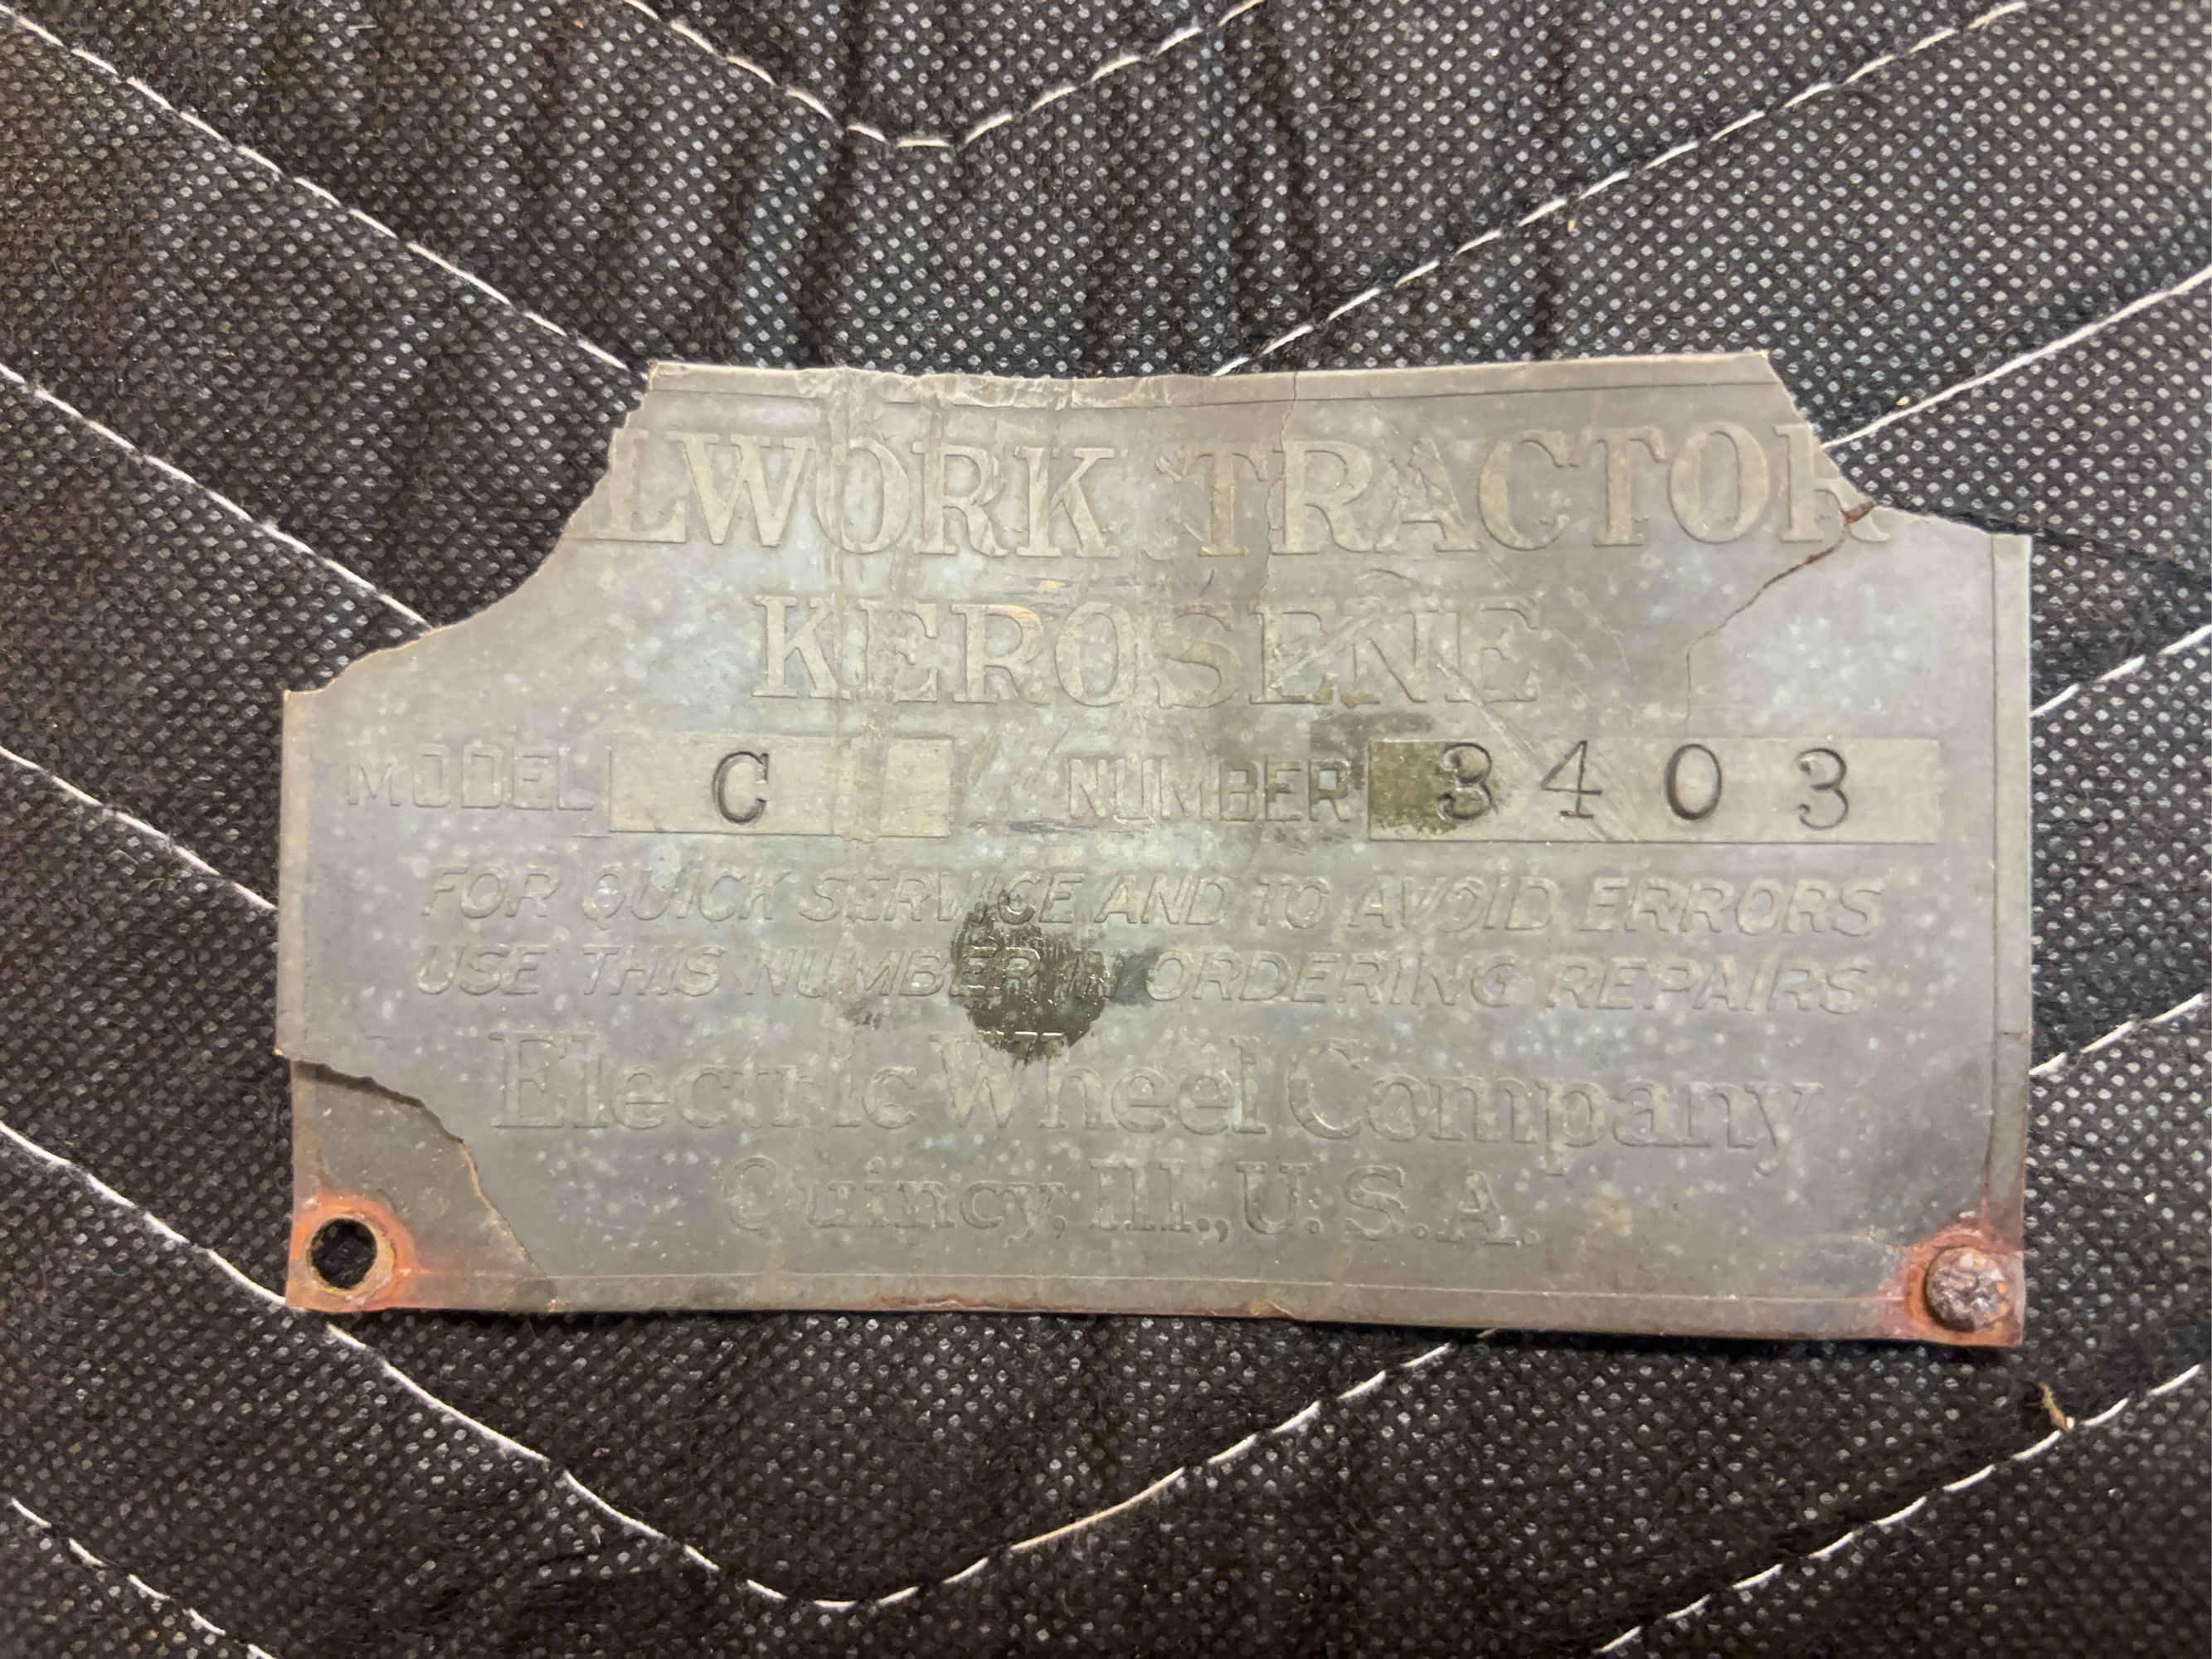 LWORK TRACTOR
KEROSENE
MODEL C NUMBER 3403
FOR QUICK SERVICE AND TO AVOID ERRORS
USE THIS NUMBER IN ORDERING REPAIRS
Electric Wheel Company
Quincy, Ill., U.S.A.